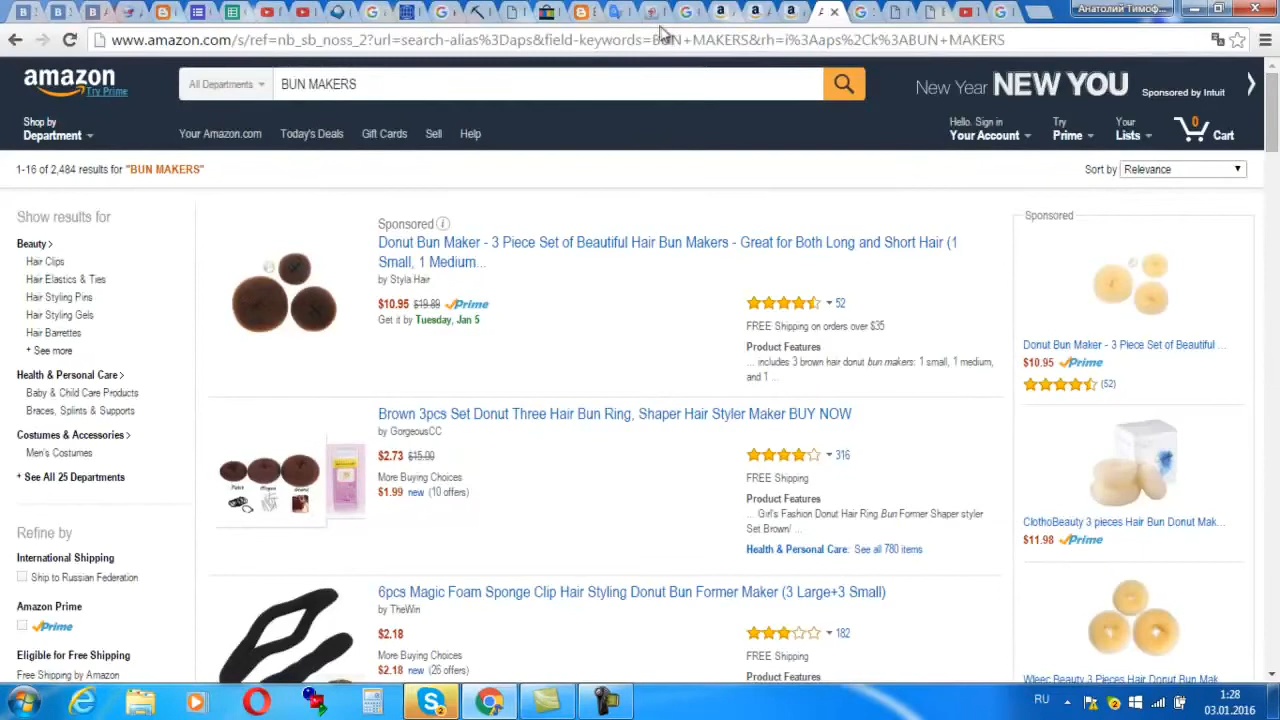 Анатолий Тимоф...
www.amazon.com/s/ref=nb_sb_noss_2?url=search-alias%3Daps&field-keywords=BUN+MAKERS&rh=i%3Aaps%2Ck%3ABUN+MAKERS
amazon
Try Prime
All Departments
BUN MAKERS
New Year NEW YOU Sponsored by Intuit
Shop by
Department
Your Amazon.com
Today's Deals
Gift Cards
Sell
Help
Hello. Sign in
Your Account
Try
Prime
Your
Lists
0
Cart
1-16 of 2,484 results for "BUN MAKERS"
Sort by Relevance
Show results for
Beauty >
Hair Clips
Hair Elastics & Ties
Hair Styling Pins
Hair Styling Gels
Hair Barrettes
+ See more
Health & Personal Care >
Baby & Child Care Products
Braces, Splints & Supports
Costumes & Accessories >
Men's Costumes
+ See All 25 Departments
Refine by
International Shipping
Ship to Russian Federation
Amazon Prime
Prime
Eligible for Free Shipping
Free Shipping by Amazon
Sponsored
Donut Bun Maker - 3 Piece Set of Beautiful Hair Bun Makers - Great for Both Long and Short Hair (1
Small, 1 Medium...
by Styla Hair
$10.95 $19.89 Prime
Get it by Tuesday, Jan 5
52
FREE Shipping on orders over $35
Product Features
... includes 3 brown hair donut bun makers: 1 small, 1 medium,
and 1 ...
Brown 3pcs Set Donut Three Hair Bun Ring, Shaper Hair Styler Maker BUY NOW
by GorgeousCC
$2.73 $15.00
More Buying Choices
$1.99 new (10 offers)
316
FREE Shipping
Product Features
... Girl's Fashion Donut Hair Ring Bun Former Shaper styler
Set Brown/ ...
Health & Personal Care: See all 780 items
6pcs Magic Foam Sponge Clip Hair Styling Donut Bun Former Maker (3 Large+3 Small)
by TheWin
$2.18
More Buying Choices
$2.18 new (26 offers)
182
FREE Shipping
Product Features
Sponsored
Donut Bun Maker - 3 Piece Set of Beautiful ...
$10.95 Prime
(52)
ClothoBeauty 3 pieces Hair Bun Donut Mak...
$11.98 Prime
Wleec Beauty 3 Pieces Hair Donut Bun Mak...
RU
1:28
03.01.2016